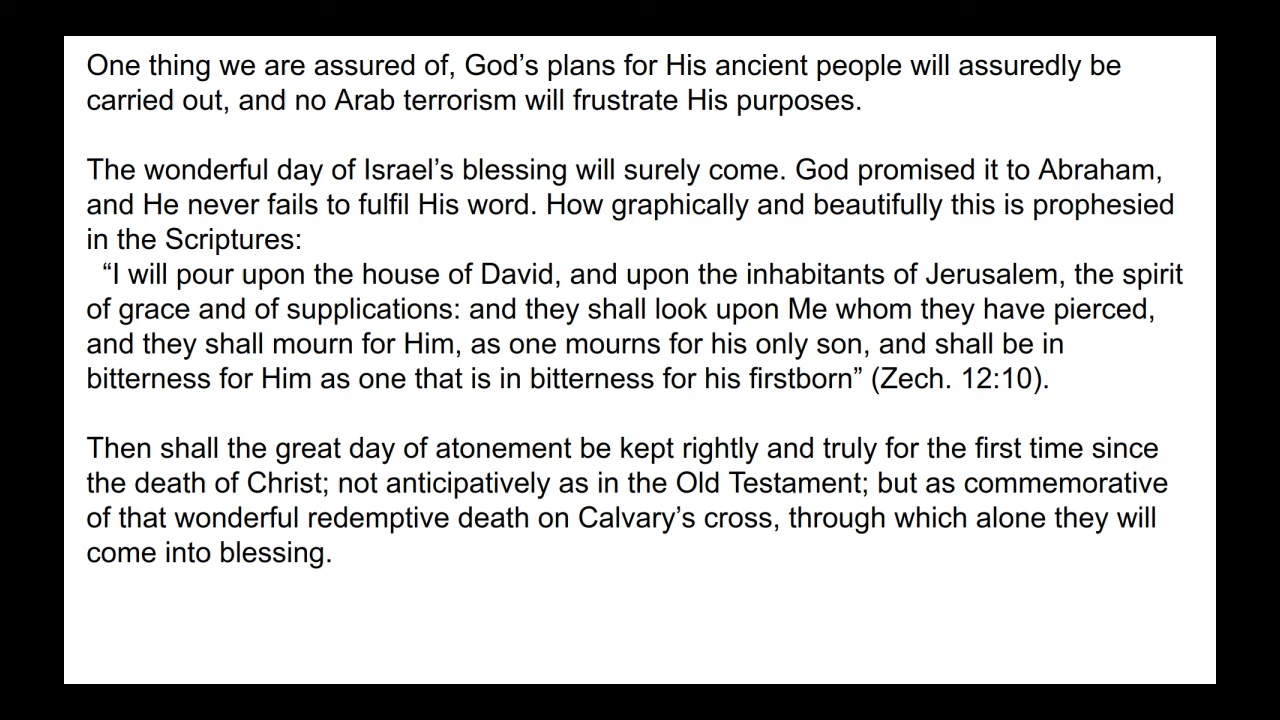 One thing we are assured of, God’s plans for His ancient people will assuredly be
carried out, and no Arab terrorism will frustrate His purposes.
The wonderful day of Israel’s blessing will surely come. God promised it to Abraham,
and He never fails to fulfil His word. How graphically and beautifully this is prophesied
in the Scriptures:
“I will pour upon the house of David, and upon the inhabitants of Jerusalem, the spirit
of grace and of supplications: and they shall look upon Me whom they have pierced,
and they shall mourn for Him, as one mourns for his only son, and shall be in
bitterness for Him as one that is in bitterness for his firstborn” (Zech. 12:10).
Then shall the great day of atonement be kept rightly and truly for the first time since
the death of Christ; not anticipatively as in the Old Testament; but as commemorative
of that wonderful redemptive death on Calvary’s cross, through which alone they will
come into blessing.